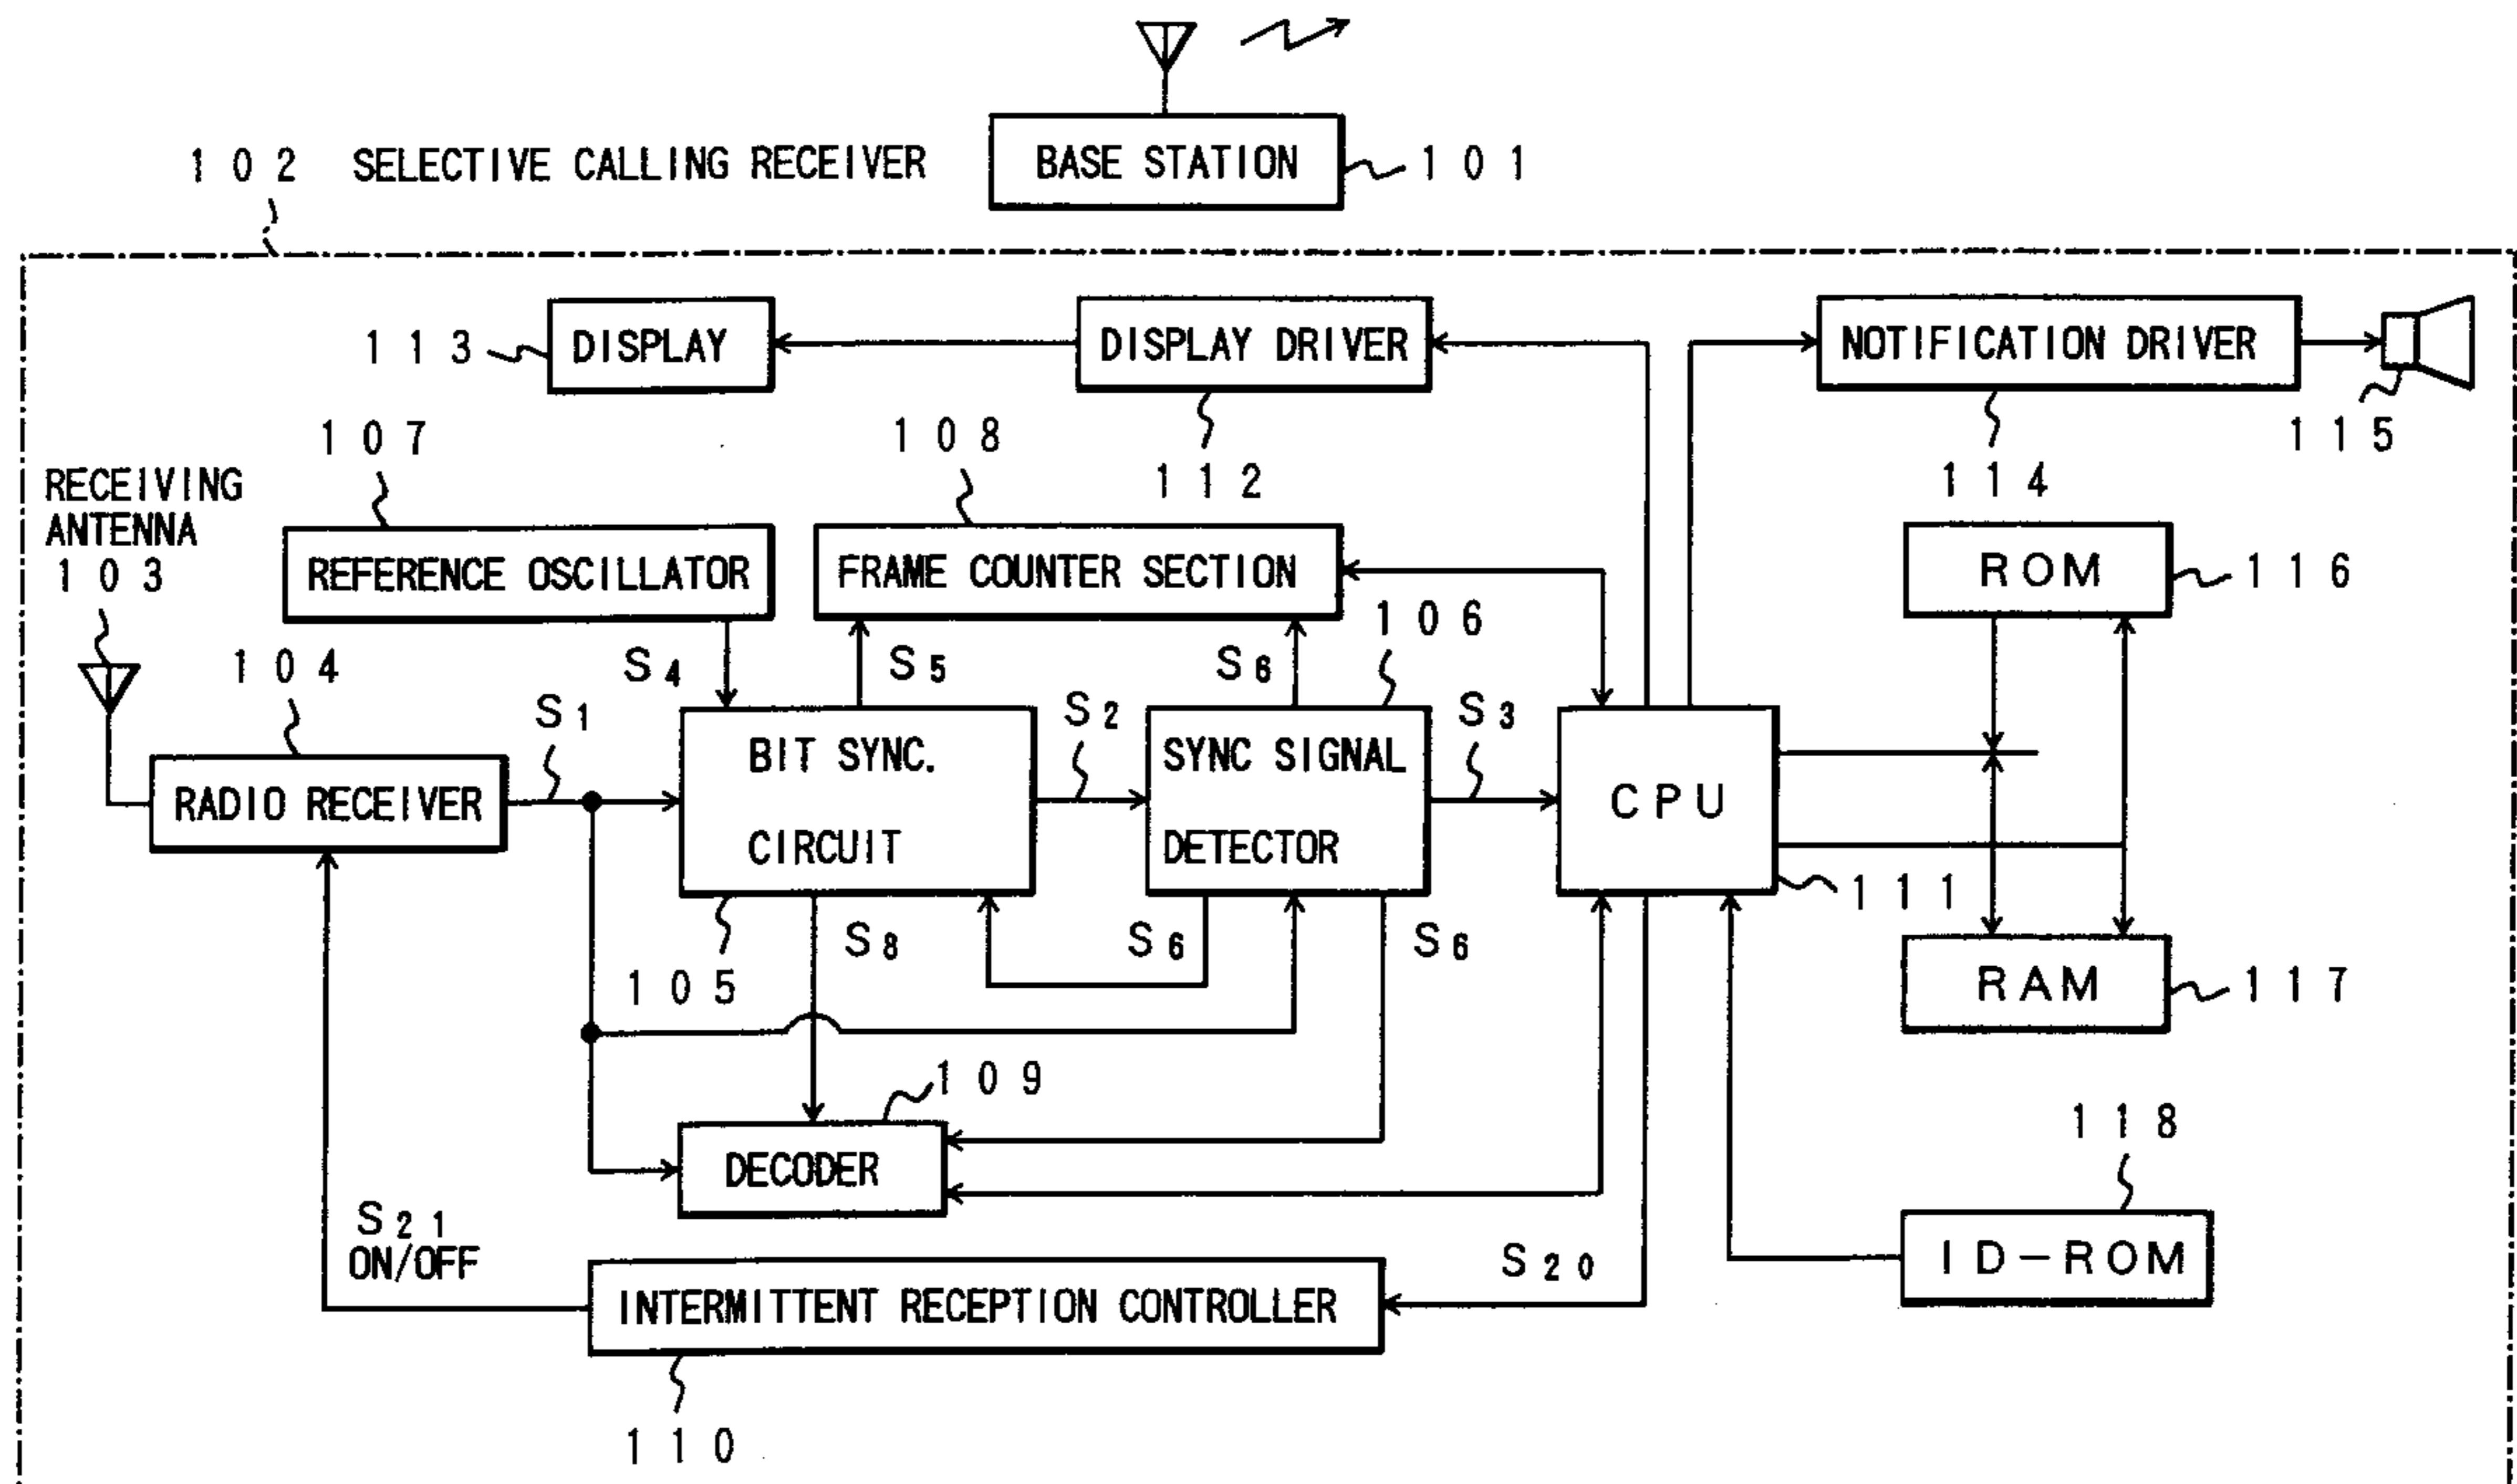 102 SELECTIVE CALLING RECEIVER
BASE STATION
101
113
DISPLAY
DISPLAY DRIVER
NOTIFICATION DRIVER
107
108
112
114
115
RECEIVING
ANTENNA
103
REFERENCE OSCILLATOR
FRAME COUNTER SECTION
106
ROM
116
104
S4
S5
S6
S1
S2
S3
RADIO RECEIVER
BIT SYNC.
CIRCUIT
SYNC SIGNAL
DETECTOR
CPU
111
105
S8
S6
S6
RAM
117
109
DECODER
118
S21
ON/OFF
S20
ID-ROM
INTERMITTENT RECEPTION CONTROLLER
110